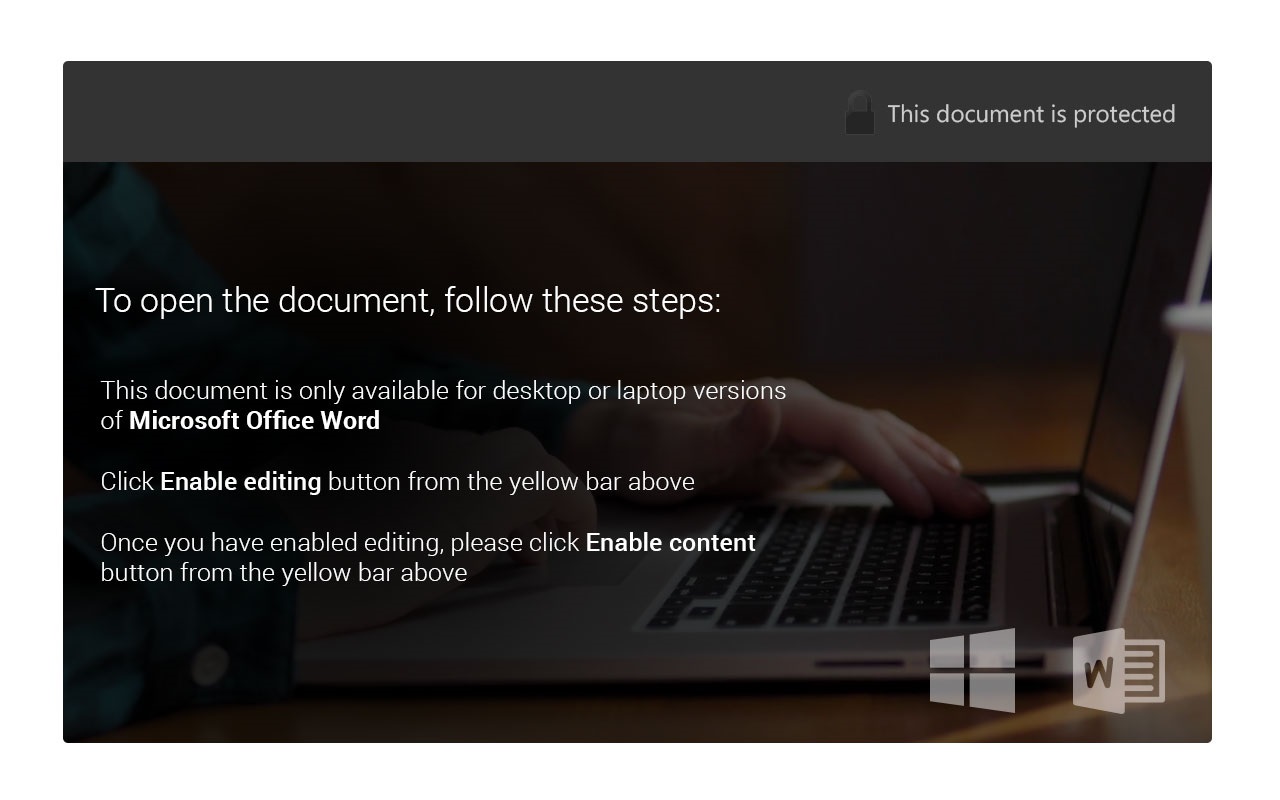 This document is protected
To open the document, follow these steps:
This document is only available for desktop or laptop versions
of Microsoft Office Word
Click Enable editing button from the yellow bar above
Once you have enabled editing, please click Enable content
button from the yellow bar above
W